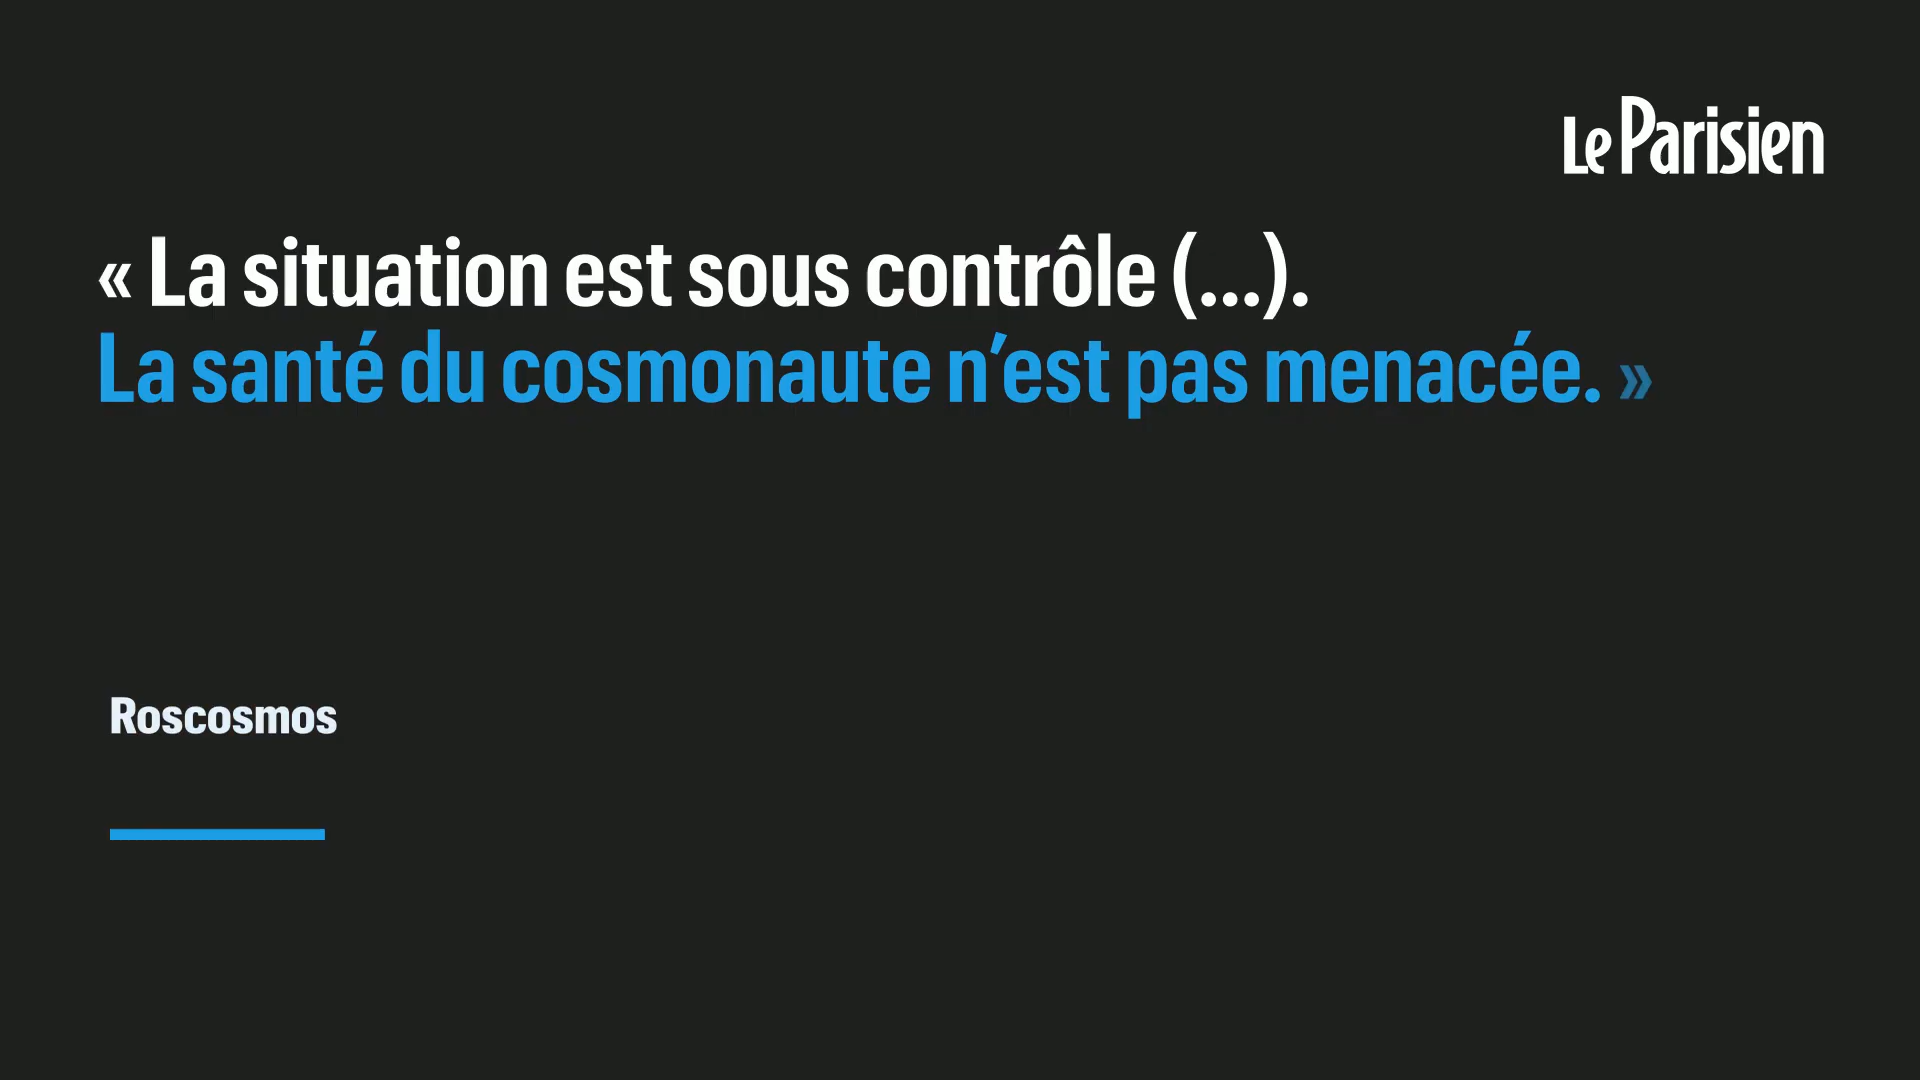 Le Parisien
« La situation est sous contrôle (...).
La santé du cosmonaute n’est pas menacée. »
Roscosmos